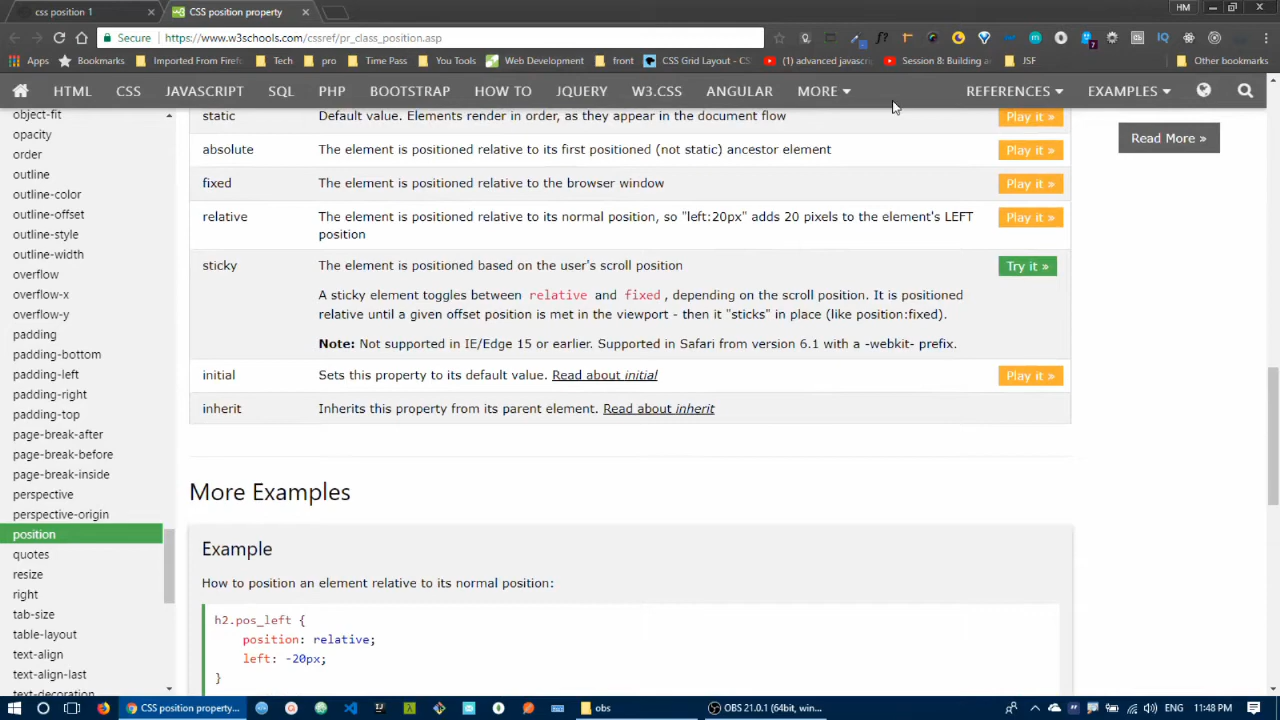 css position 1
CSS position property
HM
Secure
https://www.w3schools.com/cssref/pr_class_position.asp
Apps
Bookmarks
Imported From Firef
Tech
pro
Time Pass
You Tools
Web Development
front
CSS Grid Layout - CS
(1) advanced javascr
Session 8: Building a
JSF
Other bookmarks
HTML
CSS
JAVASCRIPT
SQL
PHP
BOOTSTRAP
HOW TO
JQUERY
W3.CSS
ANGULAR
MORE
REFERENCES
EXAMPLES
object-fit
opacity
order
outline
outline-color
outline-offset
outline-style
outline-width
overflow
overflow-x
overflow-y
padding
padding-bottom
padding-left
padding-right
padding-top
page-break-after
page-break-before
page-break-inside
perspective
perspective-origin
position
quotes
resize
right
tab-size
table-layout
text-align
text-align-last
text-decoration
static
Default value. Elements render in order, as they appear in the document flow
Play it »
absolute
The element is positioned relative to its first positioned (not static) ancestor element
Play it »
fixed
The element is positioned relative to the browser window
Play it »
relative
The element is positioned relative to its normal position, so "left:20px" adds 20 pixels to the element's LEFT
position
Play it »
sticky
The element is positioned based on the user's scroll position
Try it »
A sticky element toggles between relative and fixed, depending on the scroll position. It is positioned
relative until a given offset position is met in the viewport - then it "sticks" in place (like position:fixed).
Note: Not supported in IE/Edge 15 or earlier. Supported in Safari from version 6.1 with a -webkit- prefix.
initial
Sets this property to its default value. Read about initial
Play it »
inherit
Inherits this property from its parent element. Read about inherit
Read More »
More Examples
Example
How to position an element relative to its normal position:
h2.pos_left {
position: relative;
left: -20px;
}
CSS position property...
obs
OBS 21.0.1 (64bit, win...
ENG
11:48 PM